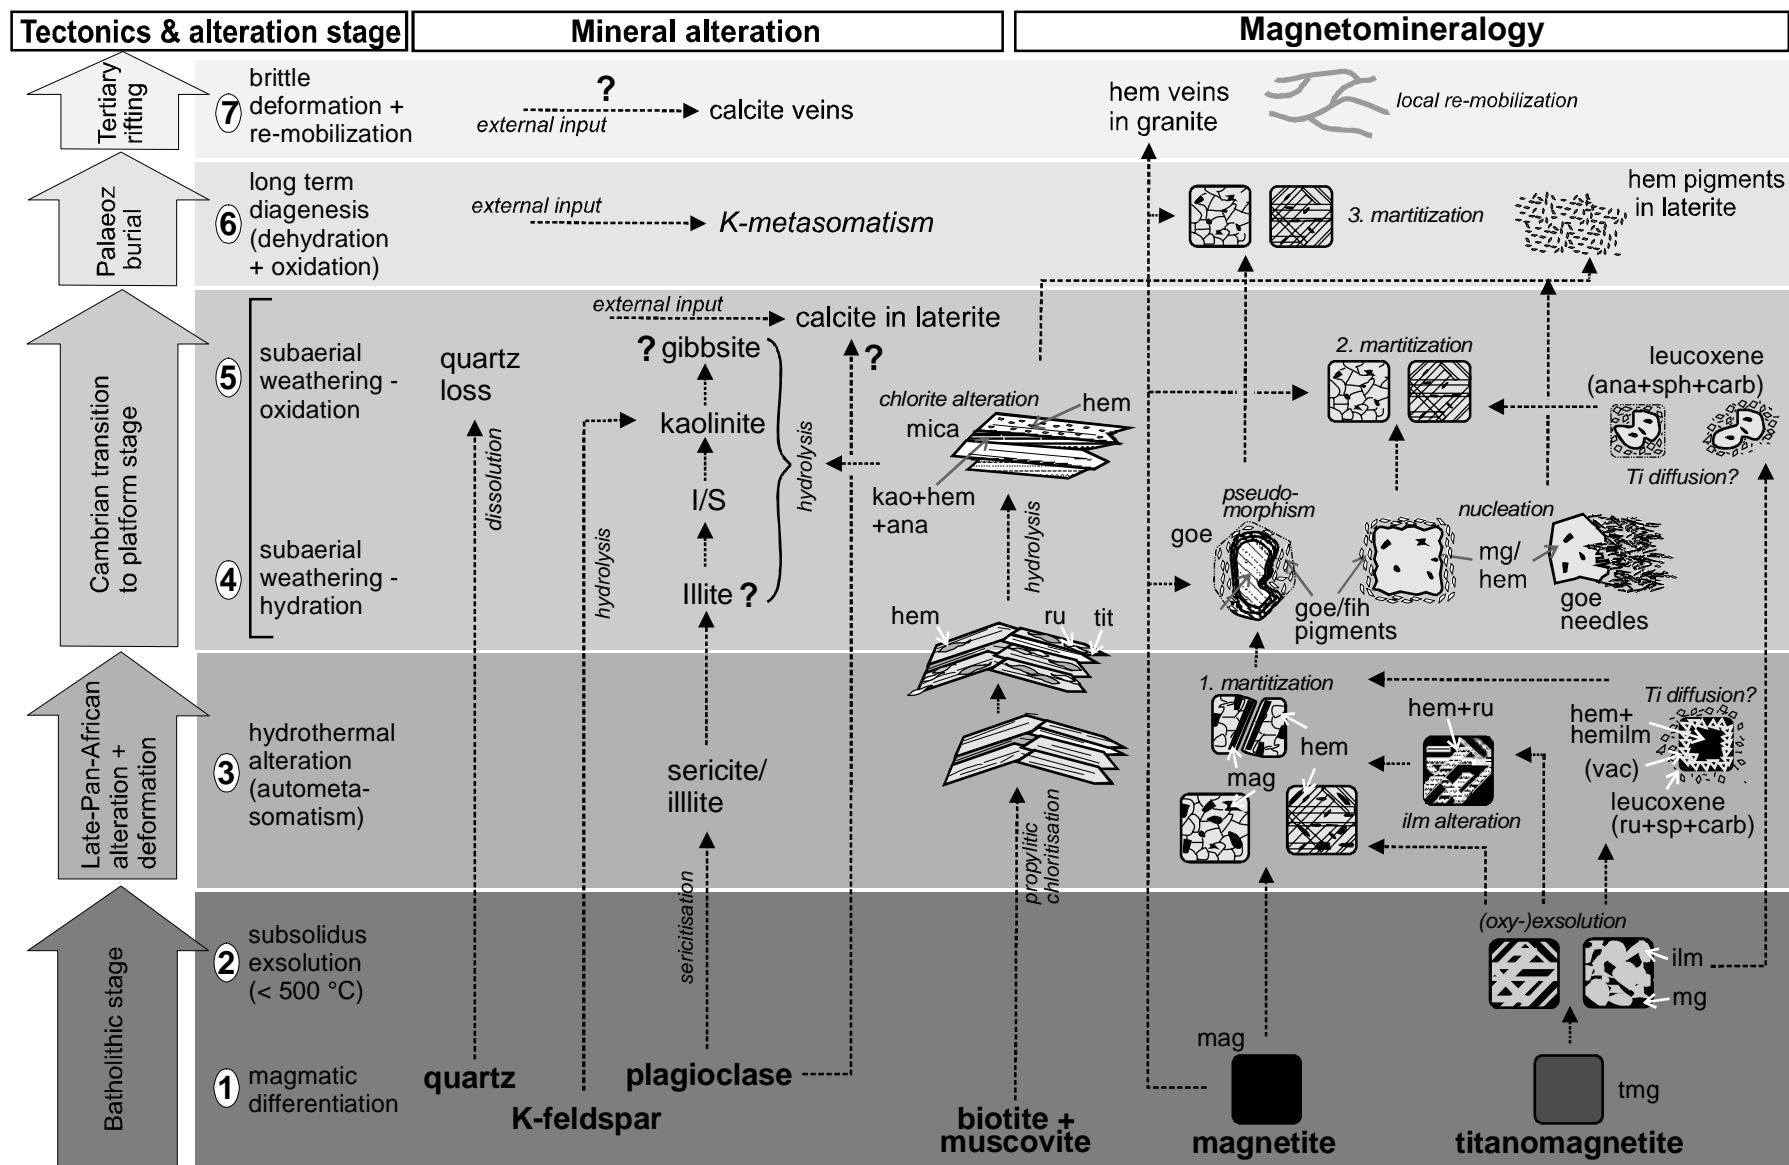 Tectonics & alteration stage
Mineral alteration
Magnetomineralogy
Tertiary
rifting
7
brittle
deformation +
re-mobilization
?
external input
calcite veins
hem veins
in granite
local re-mobilization
Palaeoz
burial
6
long term
diagenesis
(dehydration
+ oxidation)
external input
K-metasomatism
3. martitization
hem pigments
in laterite
Cambrian transition
to platform stage
5
subaerial
weathering -
oxidation
4
subaerial
weathering -
hydration
quartz
loss
dissolution
hydrolysis
external input
calcite in laterite
? gibbsite
?
kaolinite
I/S
Illite ?
hydrolysis
chlorite alteration
hem
mica
kao+hem
+ana
hydrolysis
hem
ru
tit
2. martitization
leucoxene
(ana+sph+carb)
Ti diffusion?
pseudo-
morphism
goe
goe/fih
pigments
nucleation
mg/
hem
goe
needles
Late-Pan-African
alteration +
deformation
3
hydrothermal
alteration
(autometa-
somatism)
sericite/
illlite
sericitisation
propylitic
chloritisation
1. martitization
hem
mag
hem+ru
ilm alteration
Ti diffusion?
hem+
hemilm
(vac)
leucoxene
(ru+sp+carb)
Batholithic stage
2
subsolidus
exsolution
(< 500 °C)
(oxy-)exsolution
ilm
mg
1
magmatic
differentiation
quartz
K-feldspar
plagioclase
biotite +
muscovite
mag
magnetite
tmg
titanomagnetite